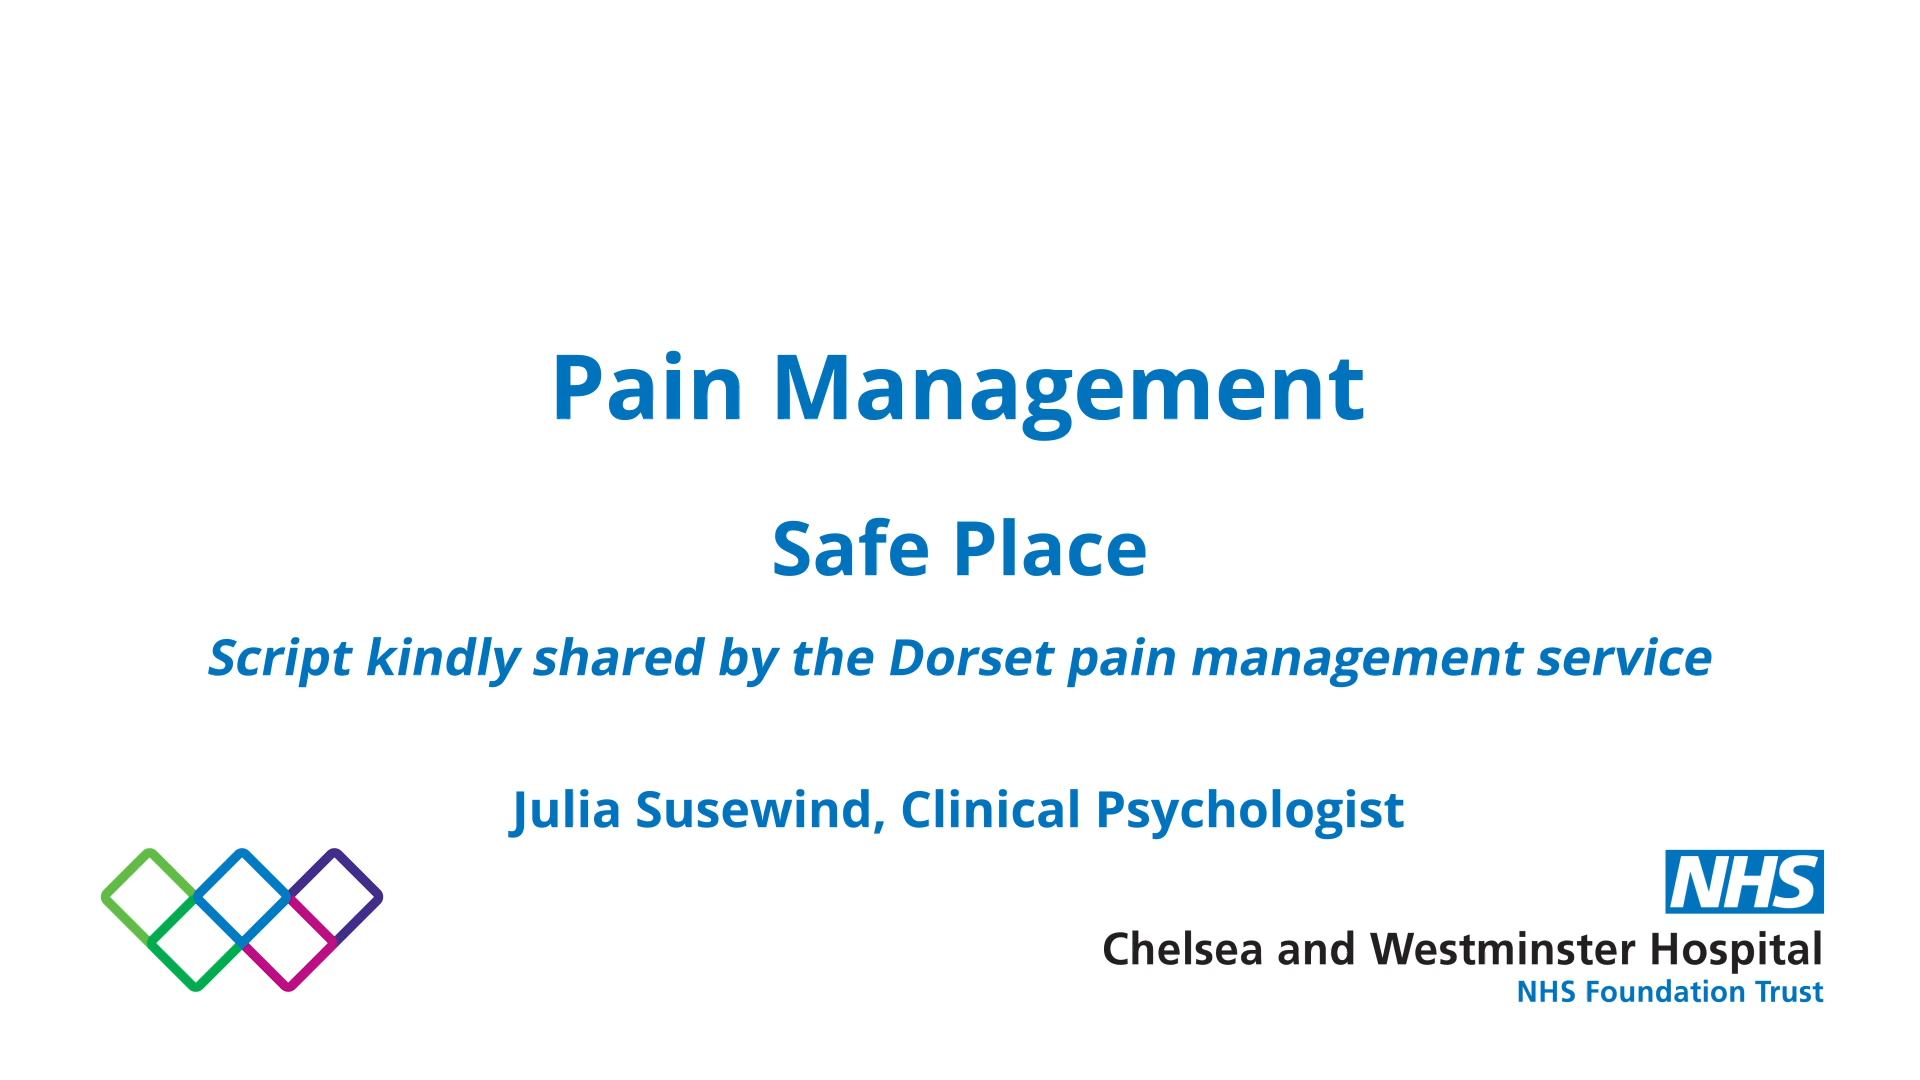 Pain Management
Safe Place
Script kindly shared by the Dorset pain management service
Julia Susewind, Clinical Psychologist
NHS
Chelsea and Westminster Hospital
NHS Foundation Trust